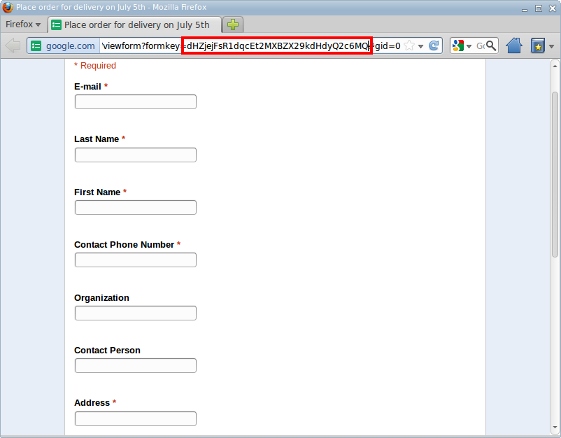 Place order for delivery on July 5th - Mozilla Firefox
Firefox
Place order for delivery on July 5th
google.com
viewform?formkey=dHZjejFsR1dqcEt2MXBZX29kdHdyQ2c6MQ#gid=0
* Required
E-mail *
Last Name *
First Name *
Contact Phone Number *
Organization
Contact Person
Address *